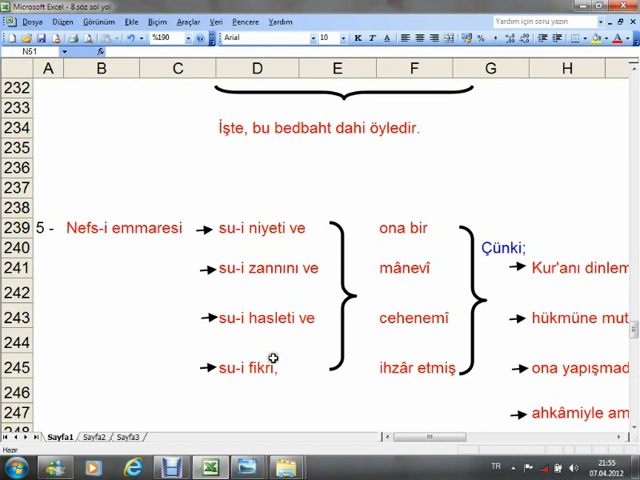 Microsoft Excel - 8.söz sol yol
Dosya Düzen Görünüm Ekle Biçim Araçlar Veri Pencere Yardım
Yardım için soru yazın
%190 Arial 10
N51
A B C D E F G H
232
233
234 İşte, bu bedbaht dahi öyledir.
235
236
237
238
239 5 - Nefs-i emmaresi su-i niyeti ve ona bir
240 Çünki;
241 su-i zannını ve mânevî Kur'anı dinlem
242
243 su-i hasleti ve cehenemî hükmüne mut
244
245 su-i fikri, ihzâr etmiş ona yapışmad
246
247 ahkâmiyle am
248
Sayfa1 Sayfa2 Sayfa3
Hazır
TR 21:55
07.04.2012